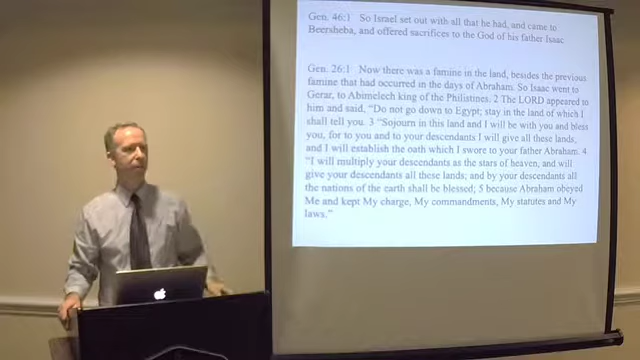 Gen. 46:1 So Israel set out with all that he had, and came to
Beersheba, and offered sacrifices to the God of his father Isaac
Gen. 26:1 Now there was a famine in the land, besides the previous
famine that had occurred in the days of Abraham. So Isaac went to
Gerar, to Abimelech king of the Philistines. 2 The LORD appeared to
him and said, "Do not go down to Egypt; stay in the land of which I
shall tell you. 3 "Sojourn in this land and I will be with you and bless
you, for to you and to your descendants I will give all these lands,
and I will establish the oath which I swore to your father Abraham. 4
"I will multiply your descendants as the stars of heaven, and will
give your descendants all these lands; and by your descendants all
the nations of the earth shall be blessed; 5 because Abraham obeyed
Me and kept My charge, My commandments, My statutes and My
laws."